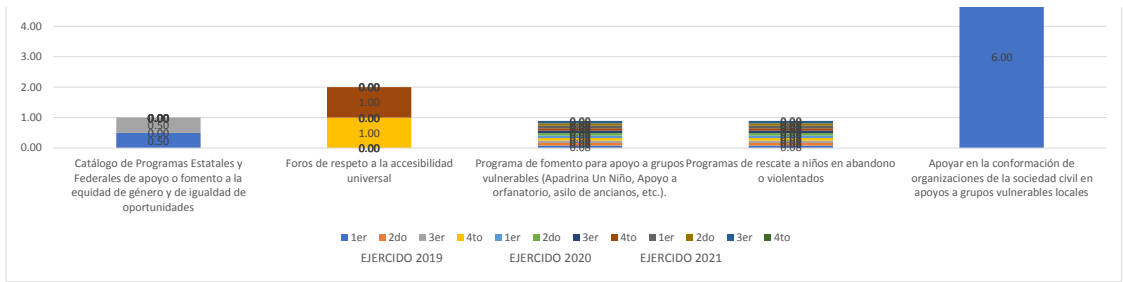 4.00
3.00
2.00
1.00
0.00
6.00
0.00
0.50
0.00
0.50
0.00
1.00
0.00
1.00
0.00
0.00
0.08
0.00
0.08
Catálogo de Programas Estatales y
Federales de apoyo o fomento a la
equidad de género y de igualdad de
oportunidades
Foros de respeto a la accesibilidad
universal
Programa de fomento para apoyo a grupos
vulnerables (Apadrina Un Niño, Apoyo a
orfanatorio, asilo de ancianos, etc.).
Programas de rescate a niños en abandono
o violentados
Apoyar en la conformación de
organizaciones de la sociedad civil en
apoyos a grupos vulnerables locales
1er 2do 3er 4to 1er 2do 3er 4to 1er 2do 3er 4to
EJERCIDO 2019 EJERCIDO 2020 EJERCIDO 2021